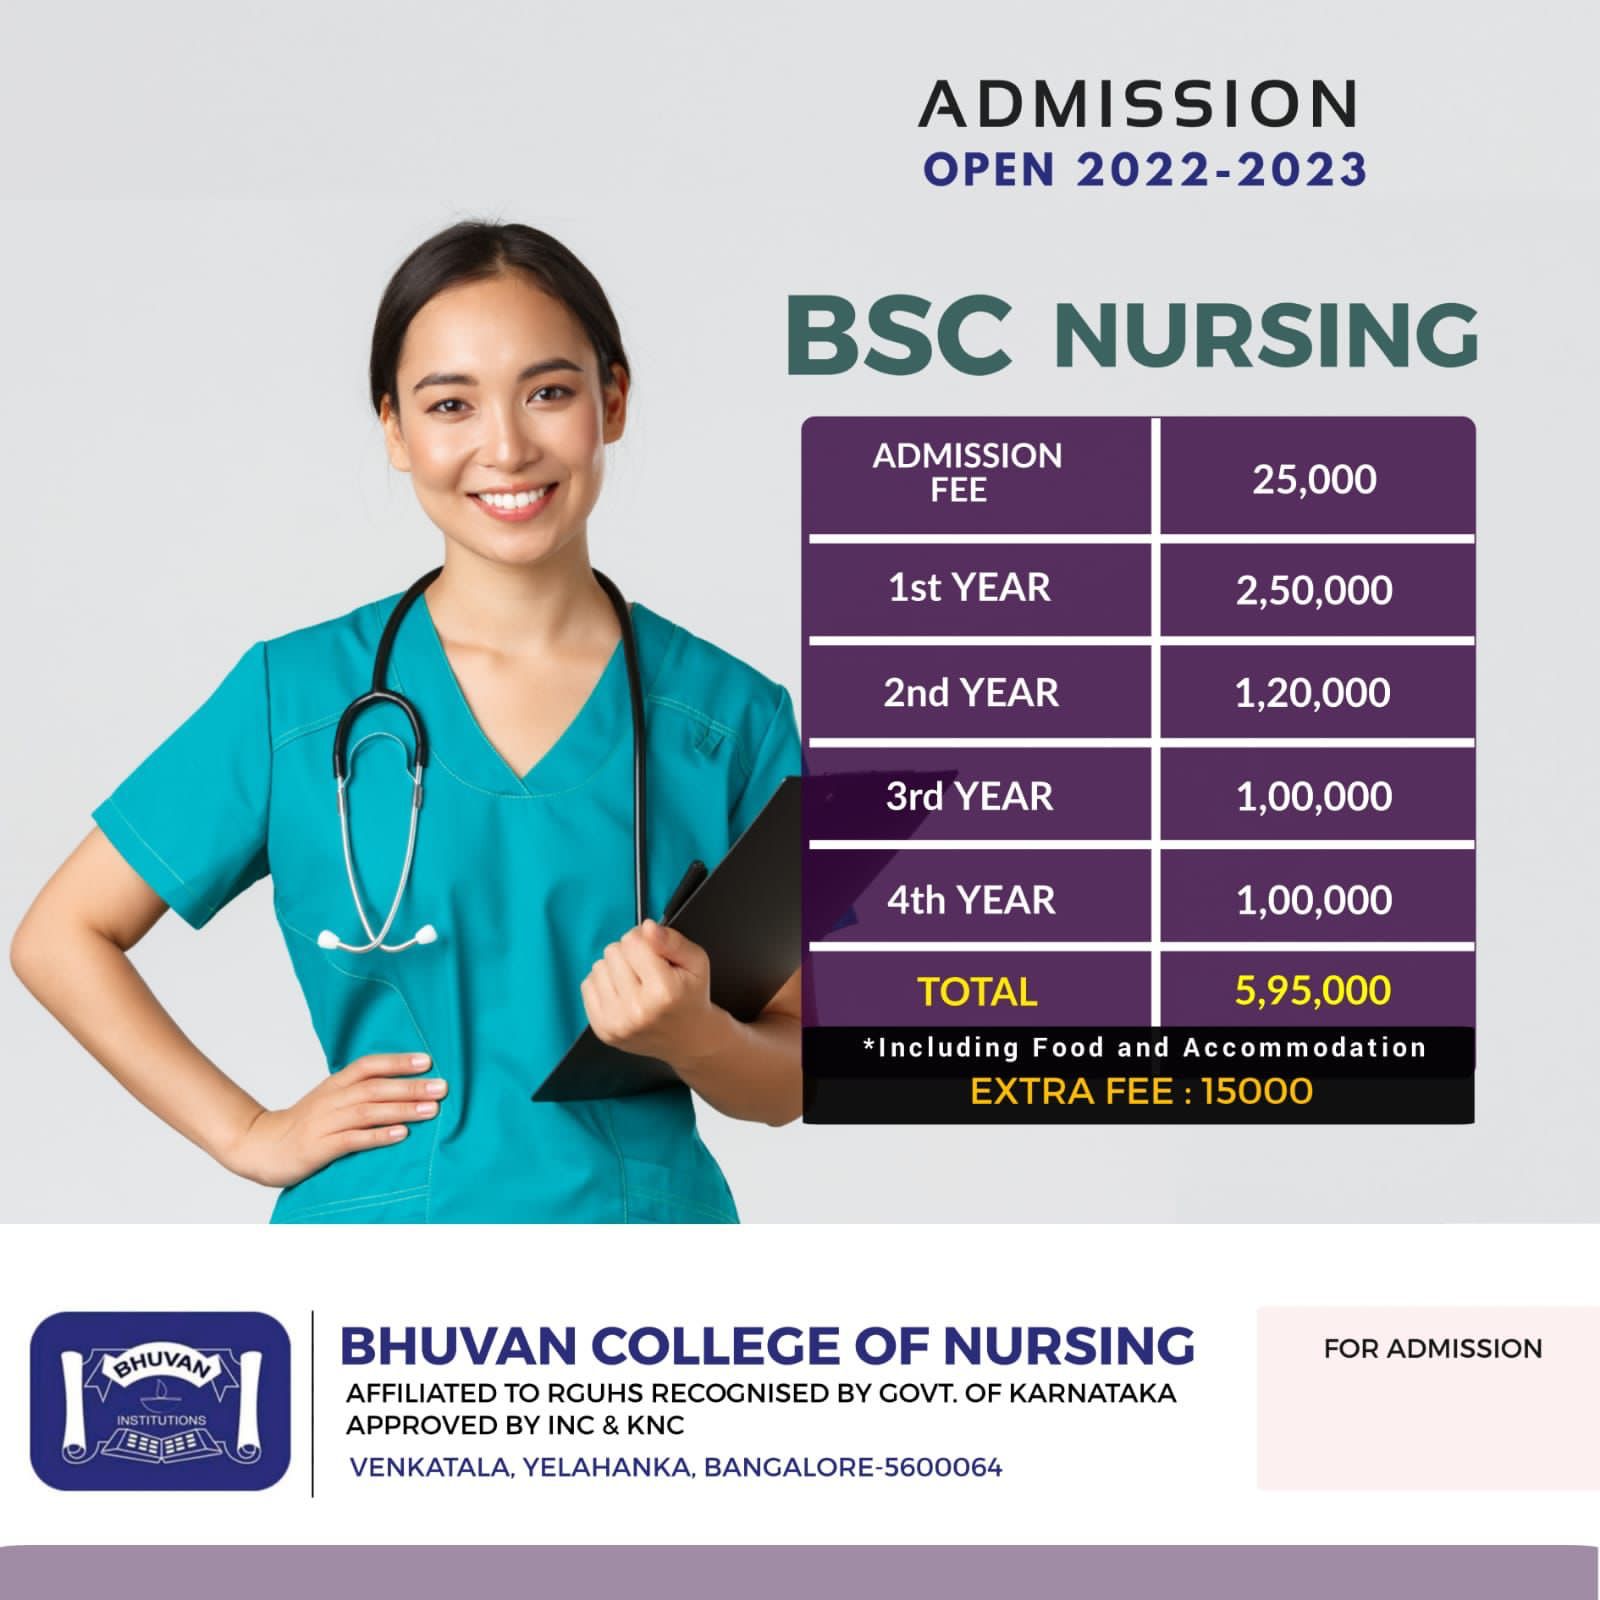 ADMISSION
OPEN 2022-2023
BSC NURSING
ADMISSION
FEE
25,000
1st YEAR 2,50,000
2nd YEAR 1,20,000
3rd YEAR 1,00,000
4th YEAR 1,00,000
TOTAL 5,95,000
*Including Food and Accommodation
EXTRA FEE : 15000
BHUVAN
INSTITUTIONS
BHUVAN COLLEGE OF NURSING
AFFILIATED TO RGUHS RECOGNISED BY GOVT. OF KARNATAKA
APPROVED BY INC & KNC
VENKATALA, YELAHANKA, BANGALORE-5600064
FOR ADMISSION